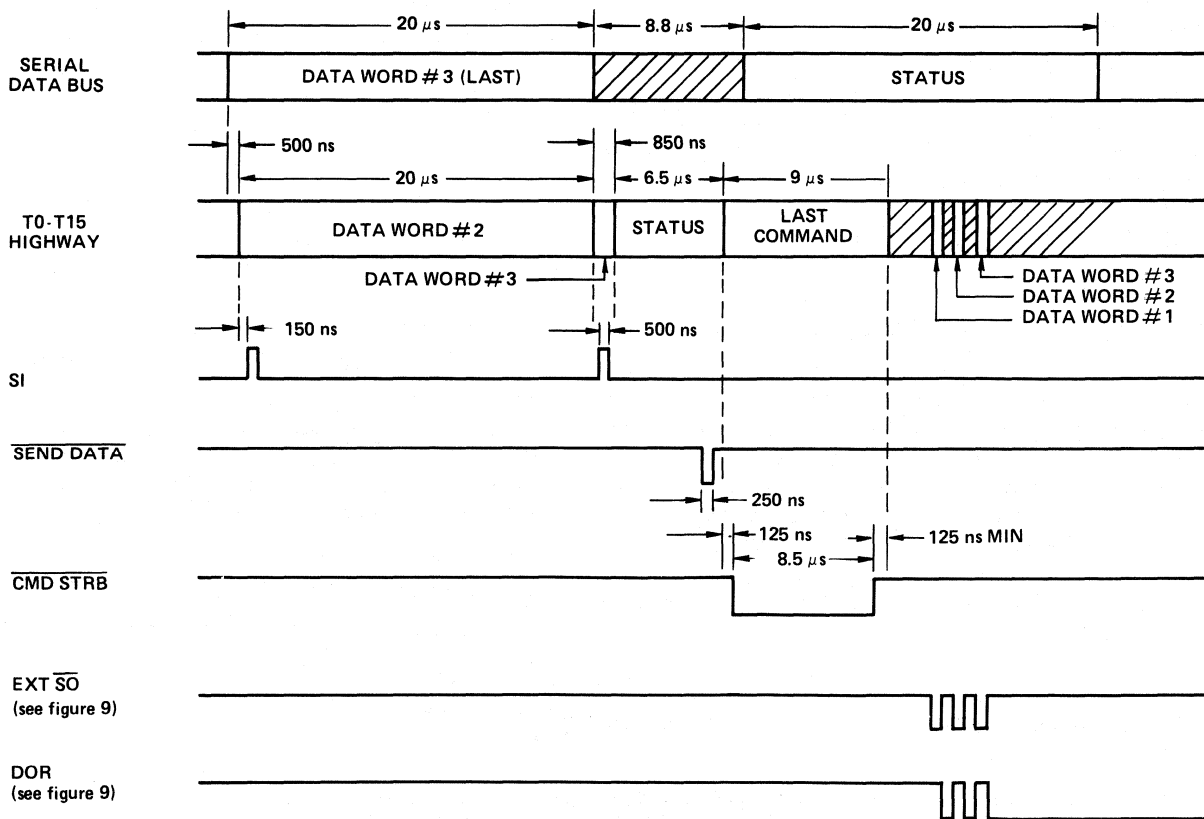 20 μs
8.8 μs
20 μs
SERIAL
DATA BUS
DATA WORD #3 (LAST)
STATUS
500 ns
850 ns
20 μs
6.5 μs
9 μs
T0-T15
HIGHWAY
DATA WORD #2
STATUS
LAST
COMMAND
DATA WORD #3
DATA WORD #3
DATA WORD #2
DATA WORD #1
150 ns
500 ns
SI
SEND DATA
250 ns
125 ns
125 ns MIN
8.5 μs
CMD STRB
EXT SO
(see figure 9)
DOR
(see figure 9)